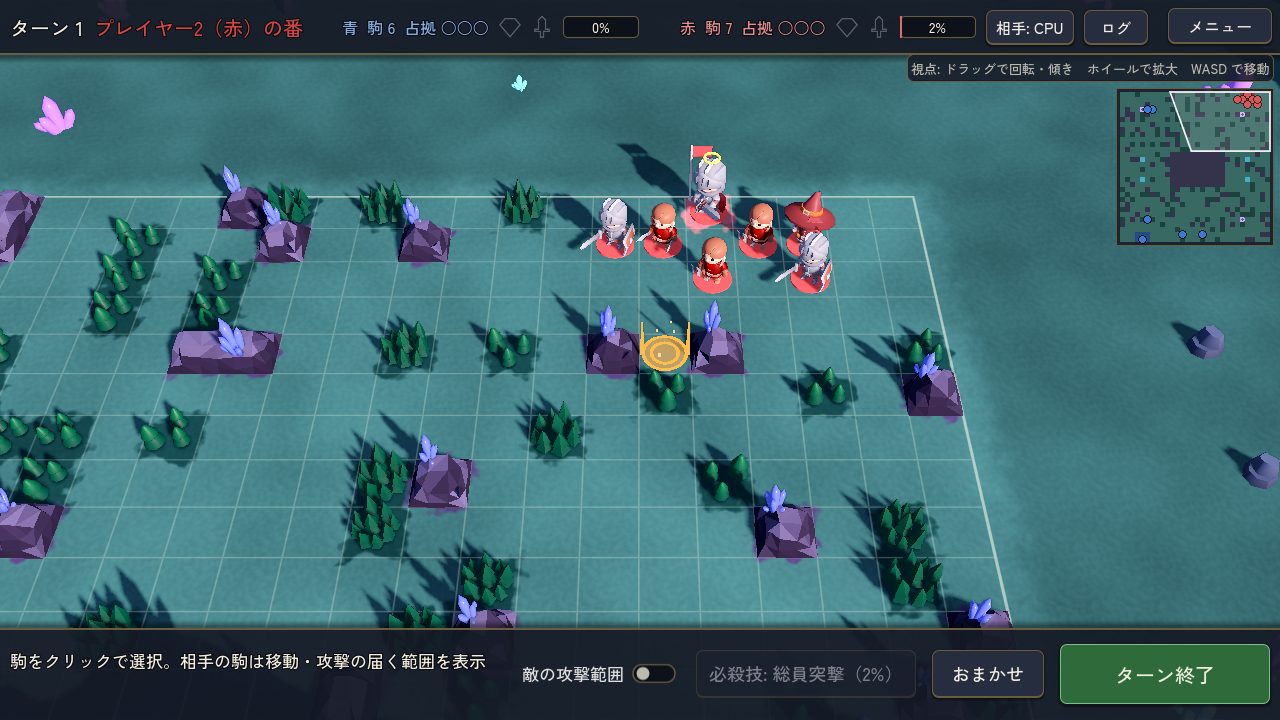 ターン 1 プレイヤー2（赤）の番 青 駒 6 占拠 〇〇〇 0% 赤 駒 7 占拠 〇〇〇 2% 相手: CPU ログ メニュー
視点: ドラッグで回転・傾き ホイールで拡大 WASD で移動
駒をクリックで選択。相手の駒は移動・攻撃の届く範囲を表示
敵の攻撃範囲 必殺技: 総員突撃（2%） おまかせ ターン終了